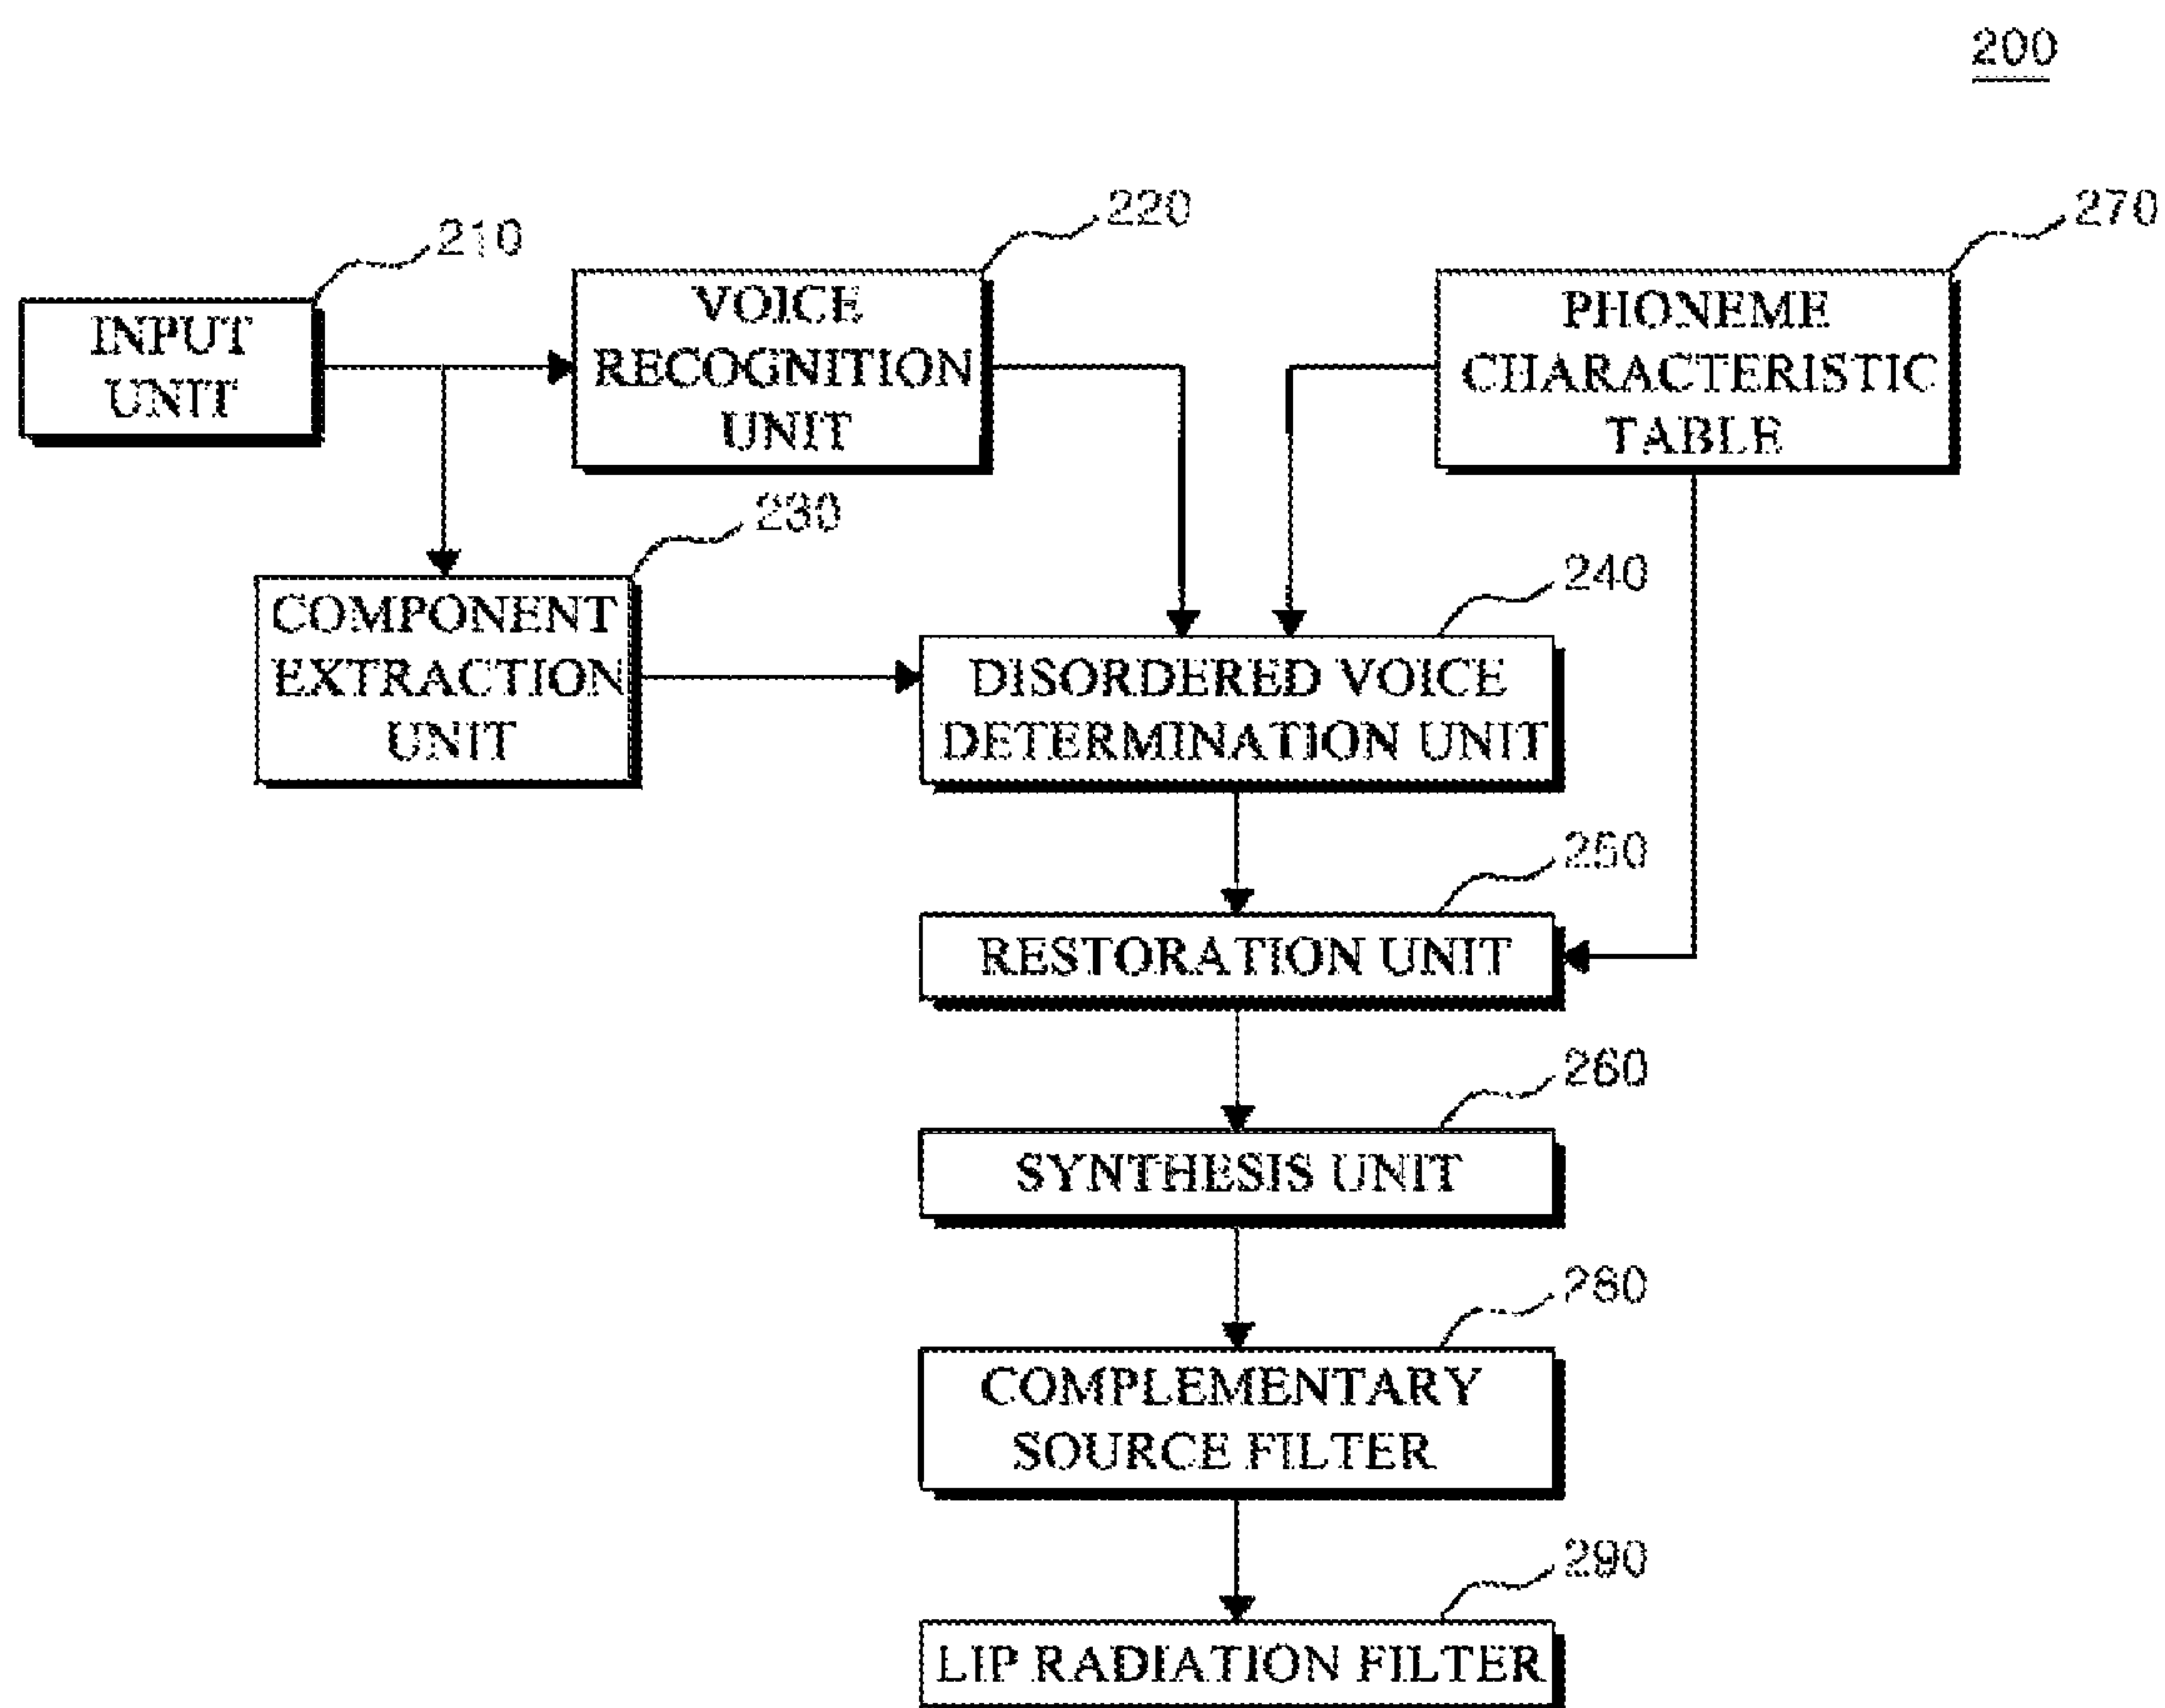 200
210
INPUT
UNIT
220
VOICE
RECOGNITION
UNIT
270
PHONEME
CHARACTERISTIC
TABLE
230
COMPONENT
EXTRACTION
UNIT
240
DISORDERED VOICE
DETERMINATION UNIT
250
RESTORATION UNIT
260
SYNTHESIS UNIT
280
COMPLEMENTARY
SOURCE FILTER
290
LIP RADIATION FILTER